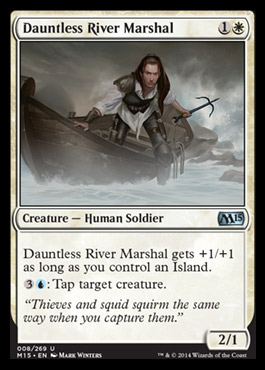 Dauntless River Marshal 1
Creature — Human Soldier M15
Dauntless River Marshal gets +1/+1
as long as you control an Island.
3 : Tap target creature.
“Thieves and squid squirm the same
way when you capture them.”
2/1
008/269 U
M15 • EN MARK WINTERS ™ & © 2014 Wizards of the Coast